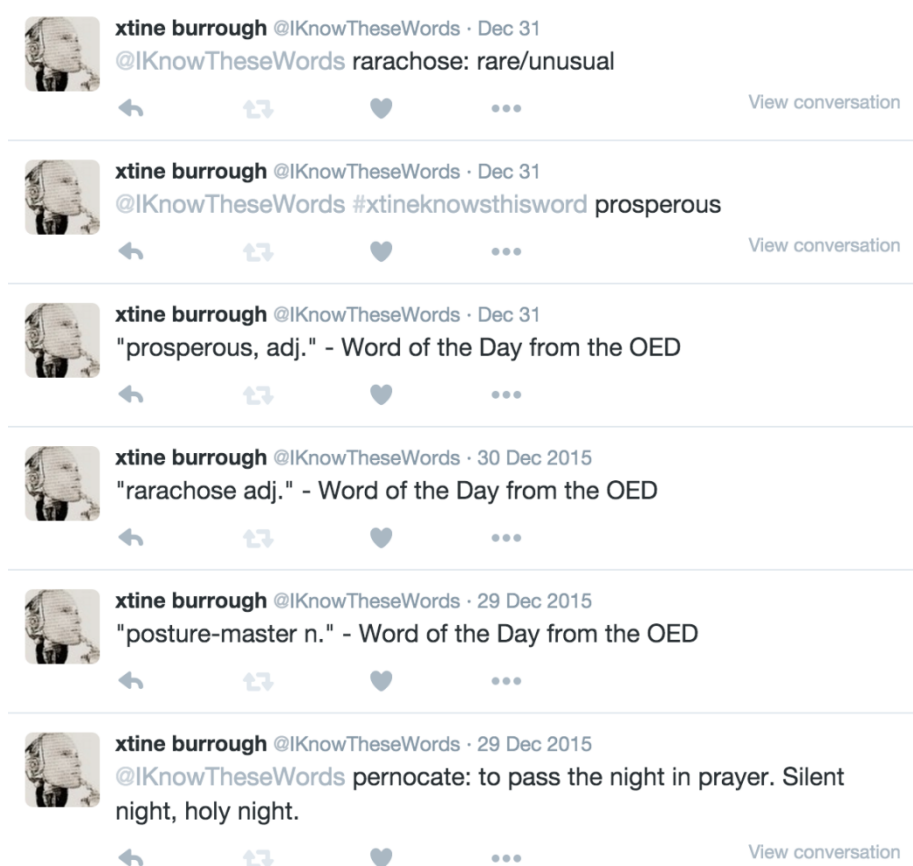 xtine burrough @IKnowTheseWords · Dec 31
@IKnowTheseWords rarachose: rare/unusual
View conversation
xtine burrough @IKnowTheseWords · Dec 31
@IKnowTheseWords #xtineknowsthisword prosperous
View conversation
xtine burrough @IKnowTheseWords · Dec 31
"prosperous, adj." - Word of the Day from the OED
xtine burrough @IKnowTheseWords · 30 Dec 2015
"rarachose adj." - Word of the Day from the OED
xtine burrough @IKnowTheseWords · 29 Dec 2015
"posture-master n." - Word of the Day from the OED
xtine burrough @IKnowTheseWords · 29 Dec 2015
@IKnowTheseWords pernocate: to pass the night in prayer. Silent
night, holy night.
View conversation